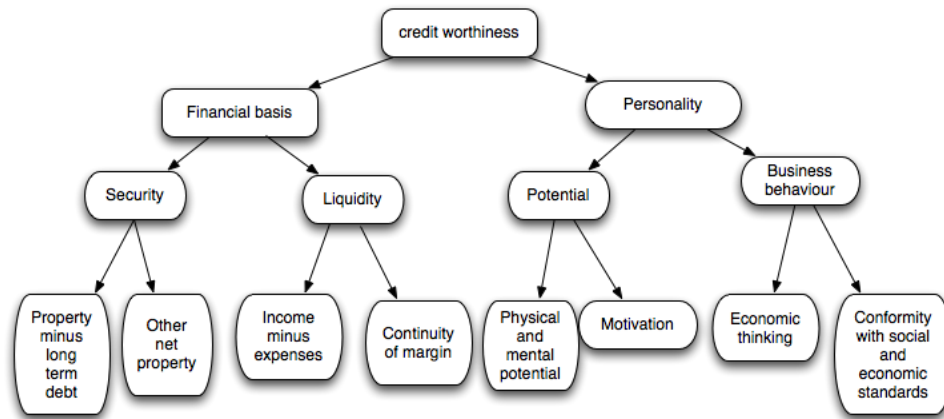 credit worthiness
Financial basis
Personality
Security
Liquidity
Potential
Business
behaviour
Property
minus
long
term
debt
Other
net
property
Income
minus
expenses
Continuity
of margin
Physical
and
mental
potential
Motivation
Economic
thinking
Conformity
with social
and
economic
standards